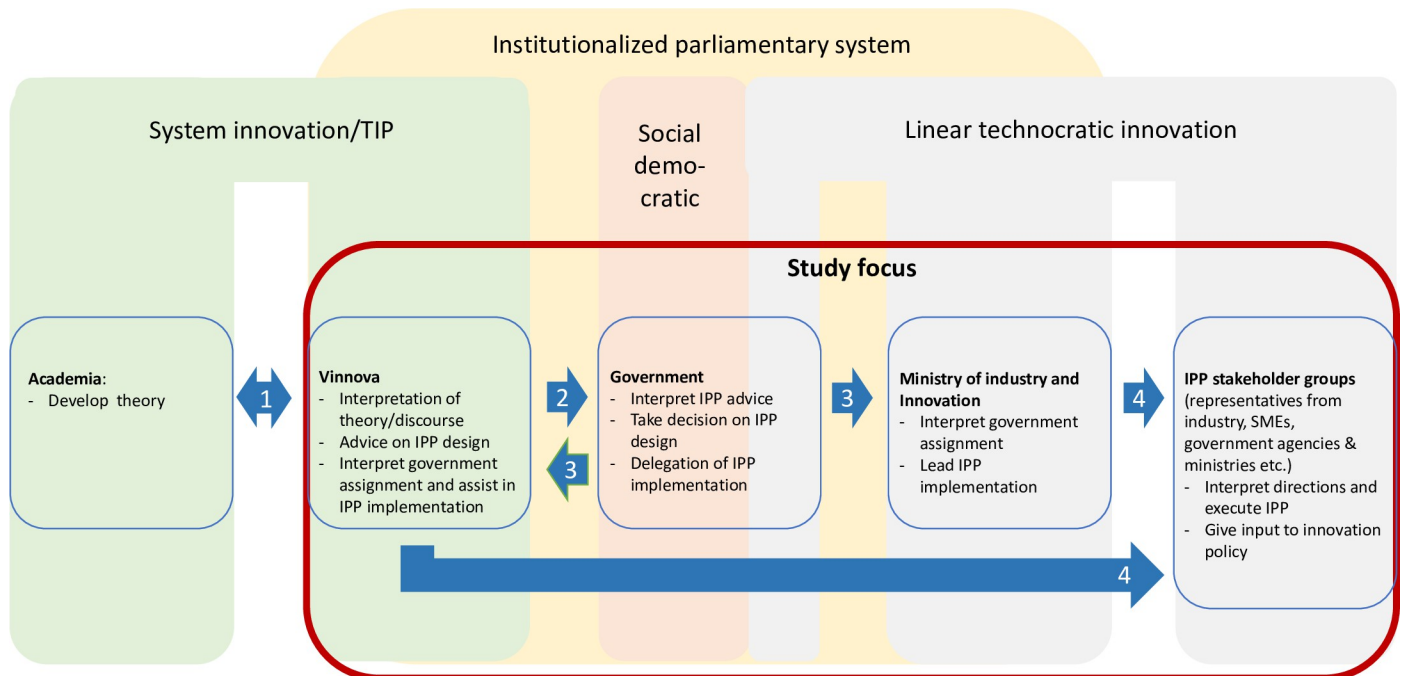 Institutionalized parliamentary system
System innovation/TIP
Social
demo-
cratic
Linear technocratic innovation
Study focus
Academia:
- Develop theory
1
Vinnova
- Interpretation of
theory/discourse
- Advice on IPP design
- Interpret government
assignment and assist in
IPP implementation
2
3
Government
- Interpret IPP advice
- Take decision on IPP
design
- Delegation of IPP
implementation
3
Ministry of industry and
Innovation
- Interpret government
assignment
- Lead IPP
implementation
4
IPP stakeholder groups
(representatives from
industry, SMEs,
government agencies &
ministries etc.)
- Interpret directions and
execute IPP
- Give input to innovation
policy
4